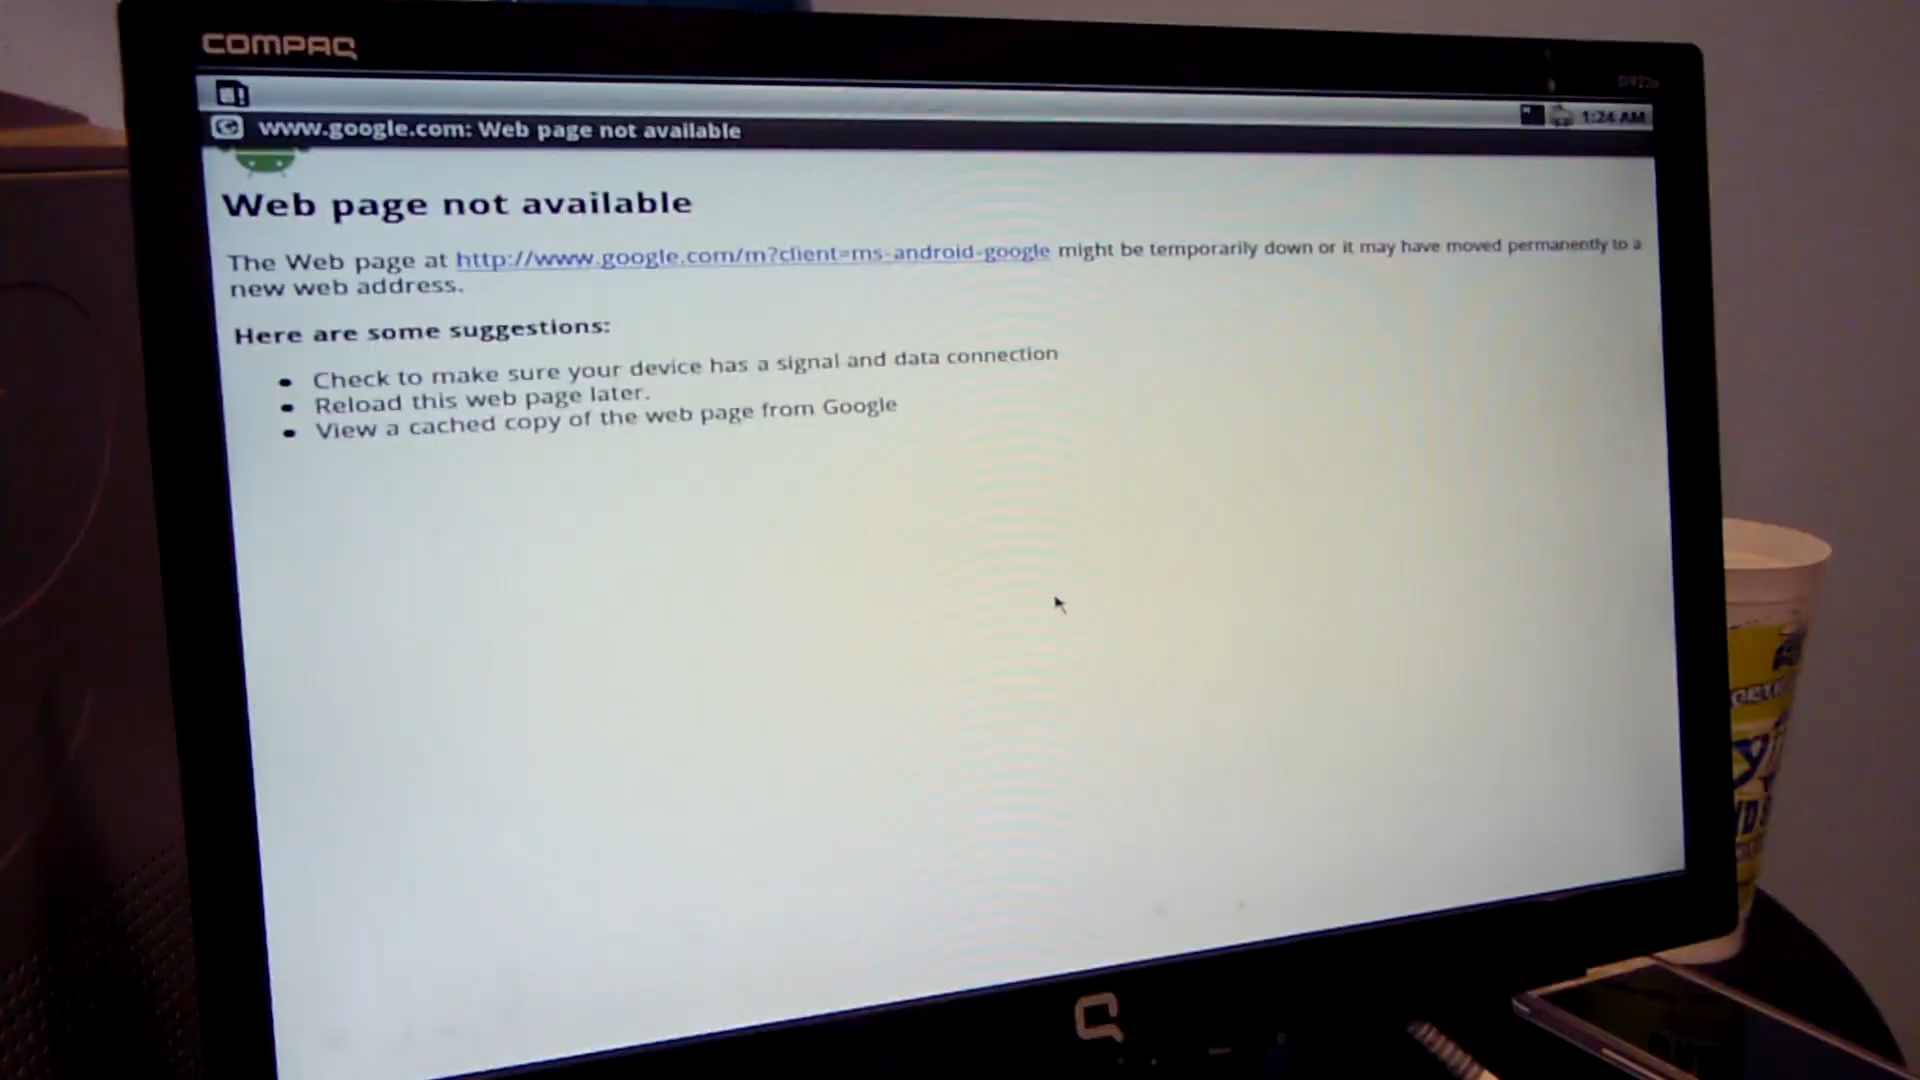 COMPAQ
1:24 AM
www.google.com: Web page not available
Web page not available
The Web page at http://www.google.com/m?client=ms-android-google might be temporarily down or it may have moved permanently to a
new web address.
Here are some suggestions:
Check to make sure your device has a signal and data connection
Reload this web page later.
View a cached copy of the web page from Google